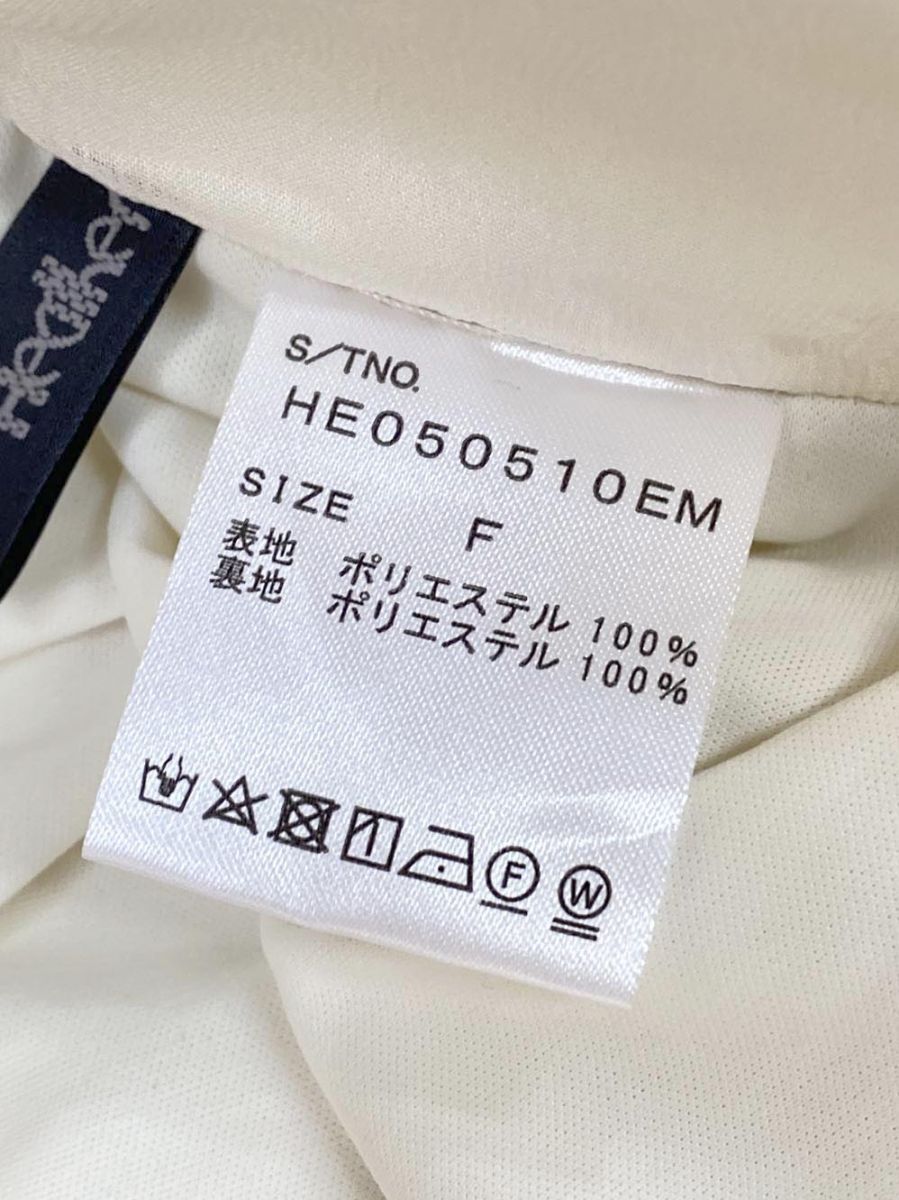 S/TNO.
HE050510EM
SIZE F
表地 ポリエステル 100%
裏地 ポリエステル 100%
F
W